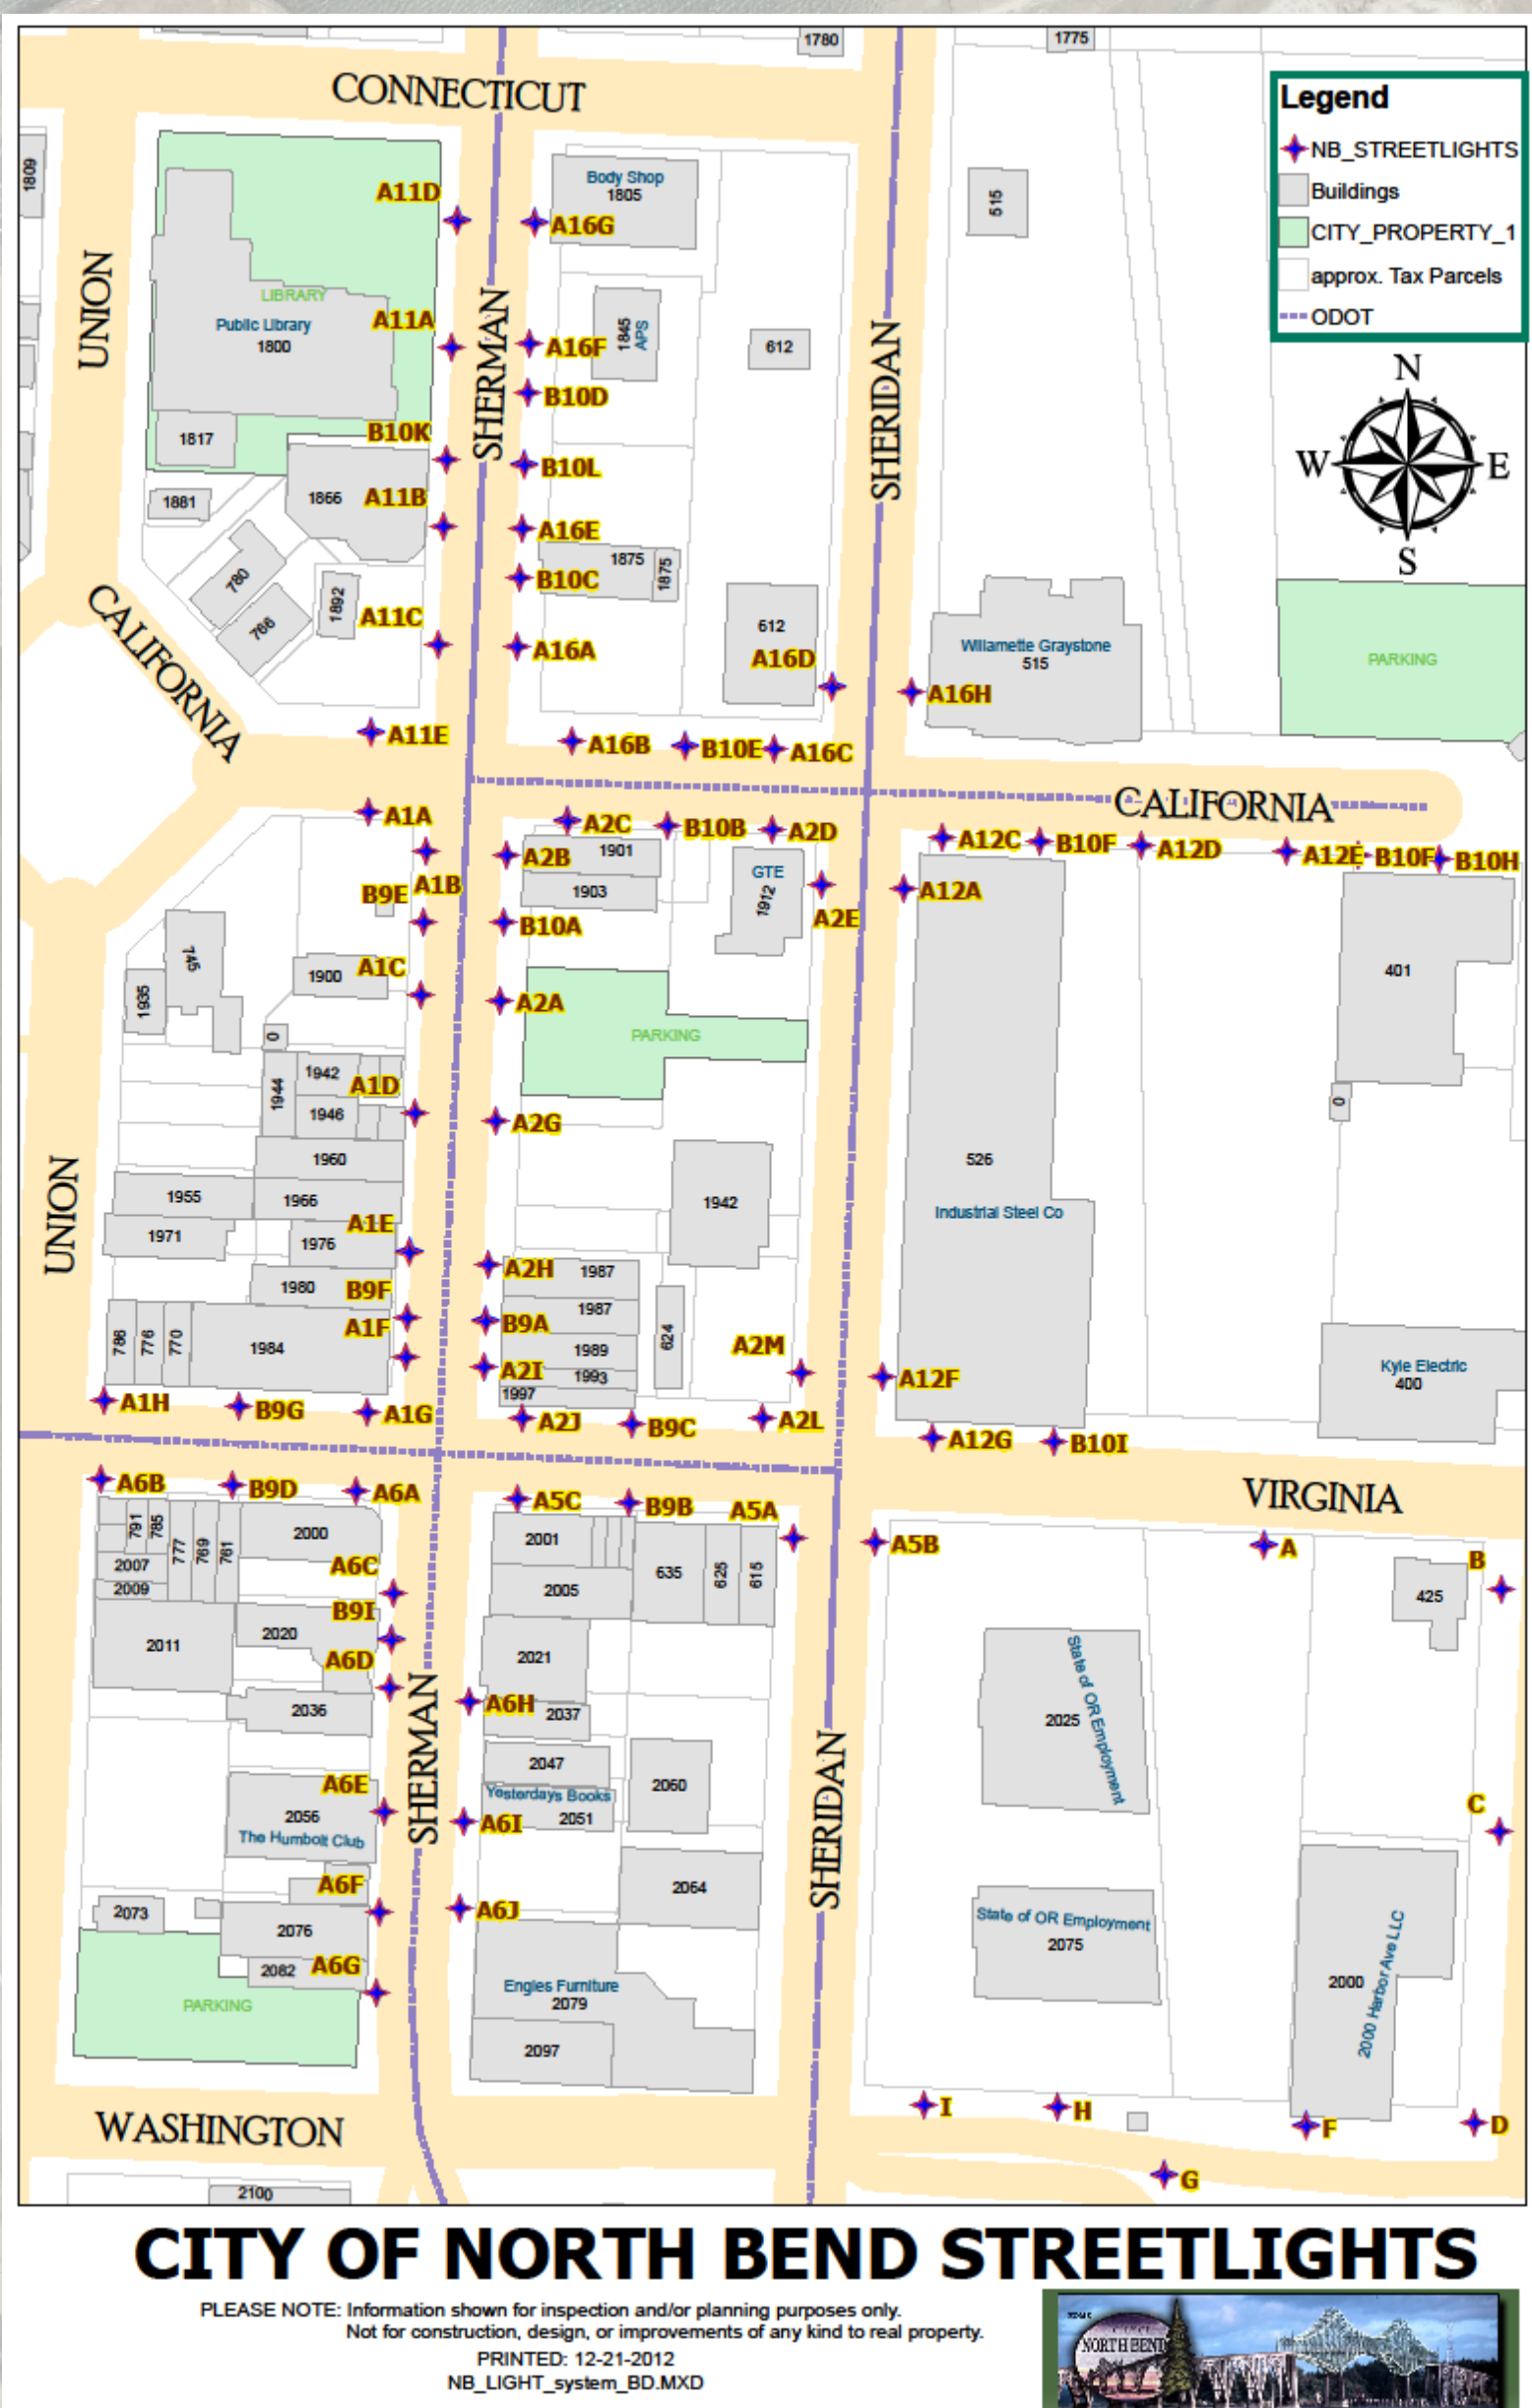 1780
1775
CONNECTICUT
Legend
NB_STREETLIGHTS
Buildings
CITY_PROPERTY_1
approx. Tax Parcels
ODOT
1809
A11D
Body Shop
1805
A16G
515
UNION
LIBRARY
Public Library
1800
A11A
SHERMAN
A16F
1845
APS
612
SHERIDAN
B10D
N
W
E
S
1817
B10K
B10L
1881
1866
A11B
A16E
780
766
1892
1875
1875
B10C
CALIFORNIA
A11C
A16A
612
A16D
Willamette Graystone
515
A16H
PARKING
A11E
A16B
B10E
A16C
CALIFORNIA
A1A
A2C
B10B
A2D
A12C
B10F
A12D
A12E
B10F
B10H
A2B
1901
GTE
1912
A1B
B9E
1903
A12A
A2E
B10A
745
1935
1900
A1C
401
A2A
PARKING
0
1944
1942
A1D
1946
0
A2G
UNION
1960
526
Industrial Steel Co
1955
1966
1942
1971
A1E
1976
A2H
1987
1980
B9F
1987
B9A
786
776
770
1984
A1F
1989
624
A2M
A2I
1993
1997
A12F
Kyle Electric
400
A1H
B9G
A1G
A2J
B9C
A2L
A12G
B10I
VIRGINIA
A6B
B9D
A6A
A5C
B9B
A5A
791
785
777
769
761
2000
2001
A5B
A
B
2007
A6C
635
625
615
2009
2005
425
B9I
2011
2020
2021
A6D
State of OR Employment
2025
2036
SHERMAN
A6H
2037
2047
SHERIDAN
A6E
2056
The Humbolt Club
Yesterdays Books
2051
2060
A6I
C
A6F
2064
2073
A6J
2076
State of OR Employment
2075
2082
A6G
Engles Furniture
2079
2000
2000 Harbor Ave LLC
PARKING
2097
I
H
F
D
WASHINGTON
G
2100
CITY OF NORTH BEND STREETLIGHTS
PLEASE NOTE: Information shown for inspection and/or planning purposes only.
Not for construction, design, or improvements of any kind to real property.
PRINTED: 12-21-2012
NB_LIGHT_system_BD.MXD
NORTH BEND